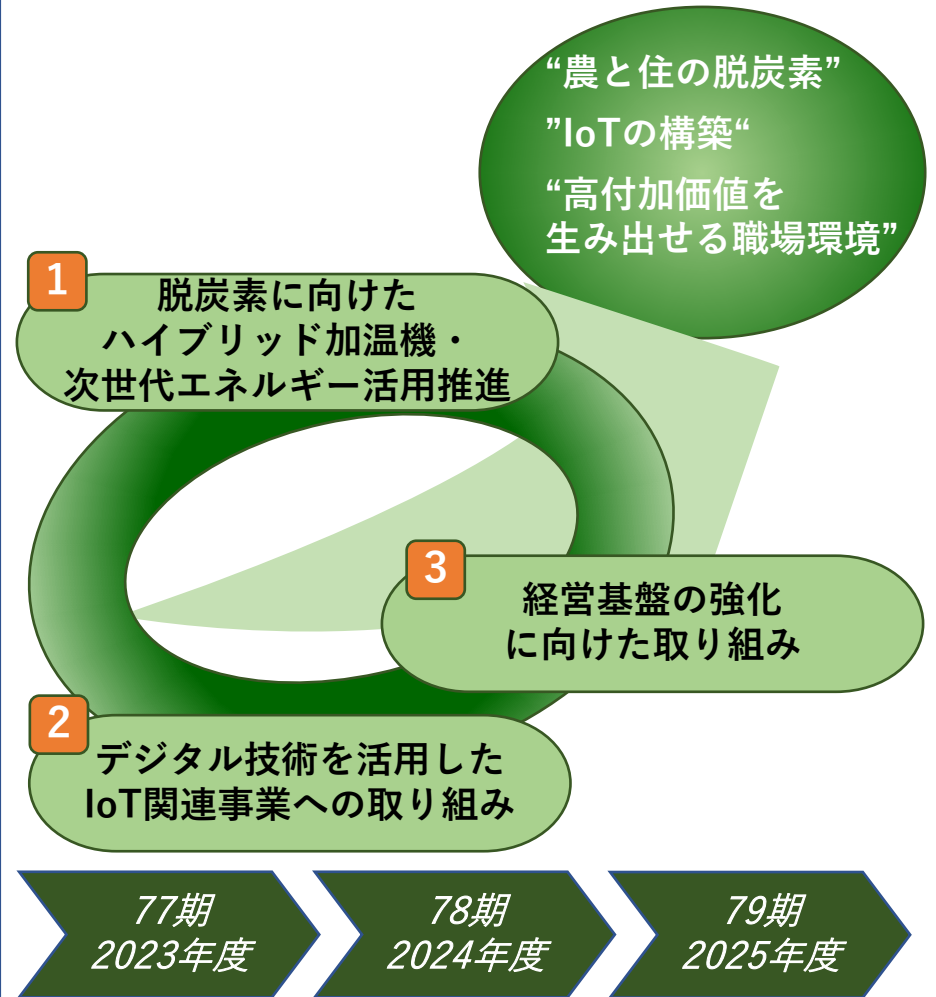 “農と住の脱炭素”
”IoTの構築“
“高付加価値を
生み出せる職場環境”
1
脱炭素に向けた
ハイブリッド加温機・
次世代エネルギー活用推進
3
経営基盤の強化
に向けた取り組み
2
デジタル技術を活用した
IoT関連事業への取り組み
77期
2023年度
78期
2024年度
79期
2025年度